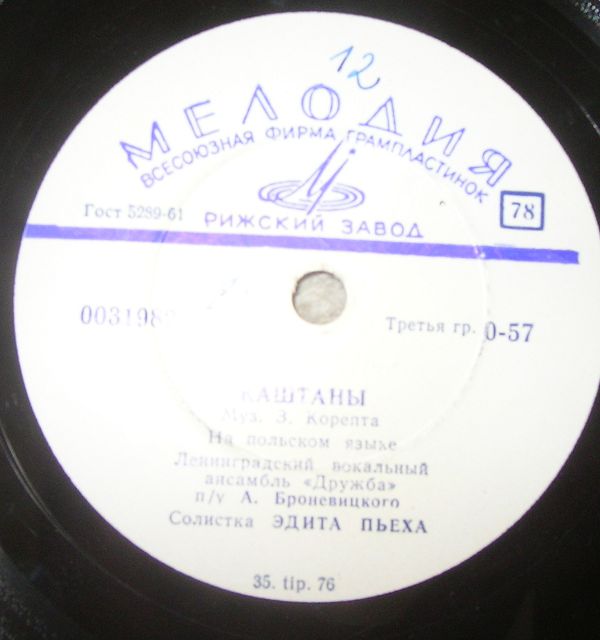 12
МЕЛОДИЯ
ВСЕСОЮЗНАЯ ФИРМА ГРАМПЛАСТИНОК
Гост 5289-61
РИЖСКИЙ ЗАВОД
78
Третья гр. 0-57
КАШТАНЫ
Муз. З. Корепта
На польском языке
Ленинградский вокальный
ансамбль «Дружба»
п/у А. Броневицкого
Солистка ЭДИТА ПЬЕХА
35. tip. 76